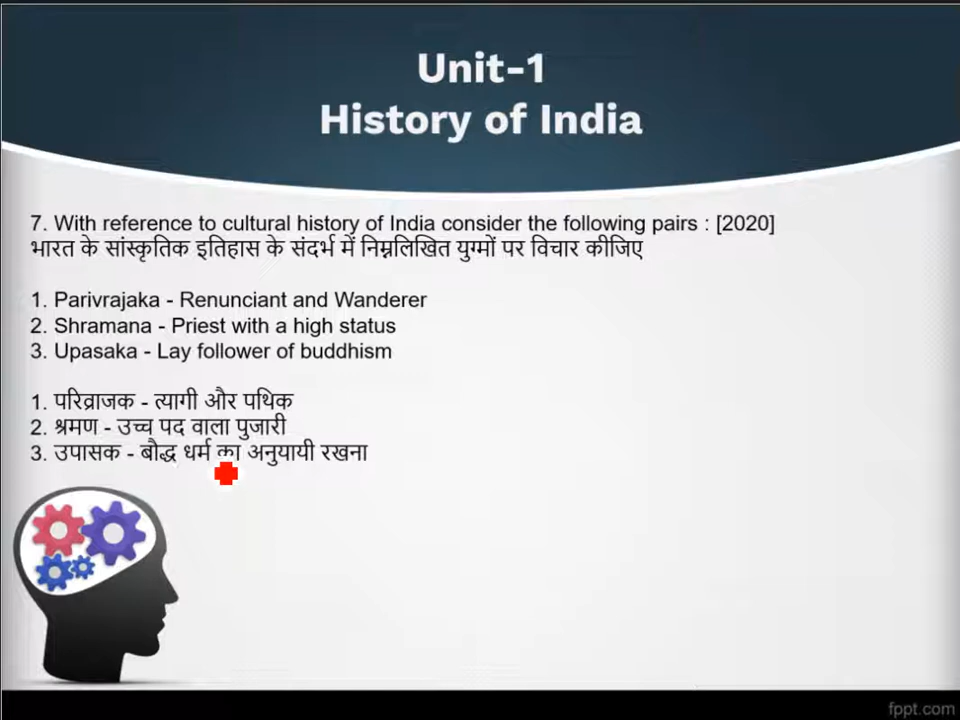 Unit-1
History of India
7. With reference to cultural history of India consider the following pairs : [2020]
भारत के सांस्कृतिक इतिहास के संदर्भ में निम्नलिखित युग्मों पर विचार कीजिए
1. Parivrajaka - Renunciant and Wanderer
2. Shramana - Priest with a high status
3. Upasaka - Lay follower of buddhism
1. परिव्राजक - त्यागी और पथिक
2. श्रमण - उच्च पद वाला पुजारी
3. उपासक - बौद्ध धर्म का अनुयायी रखना
fppt.com